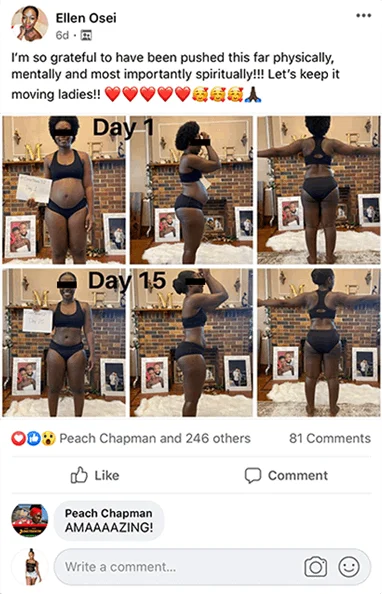 Ellen Osei
6d ·
I'm so grateful to have been pushed this far physically,
mentally and most importantly spiritually!!! Let's keep it
moving ladies!! ❤️❤️❤️❤️❤️🥰🥰🥰🙏🏿
Day 1
Day 15
Peach Chapman and 246 others 81 Comments
Like Comment
Peach Chapman
AMAAAAZING!
Write a comment...